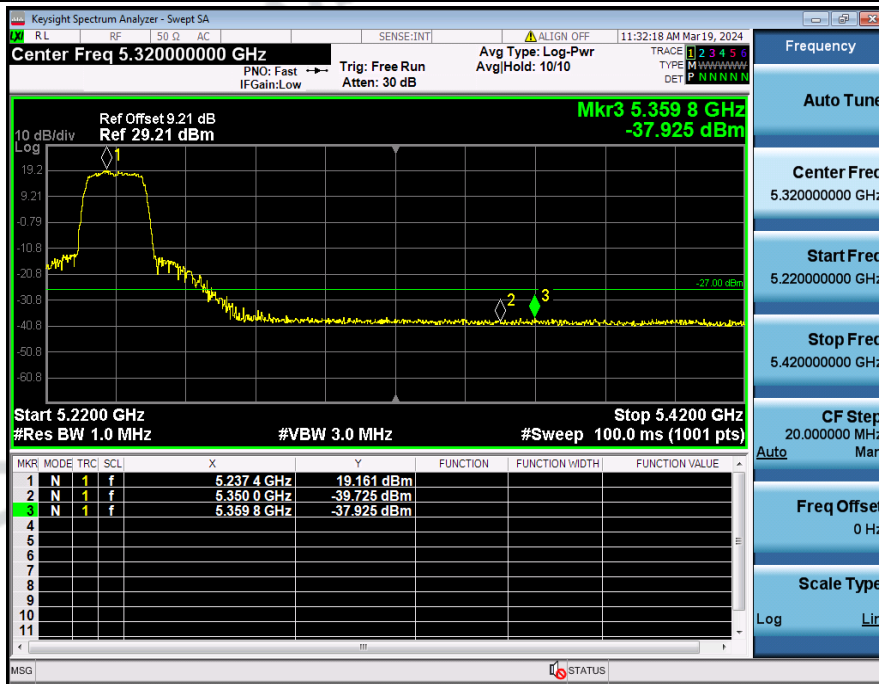 Keysight Spectrum Analyzer - Swept SA
RL RF 50 Ω AC SENSE:INT ALIGN OFF 11:32:18 AM Mar 19, 2024
Center Freq 5.320000000 GHz
PNO: Fast
IFGain:Low
Trig: Free Run
Atten: 30 dB
Avg Type: Log-Pwr
Avg|Hold: 10/10
TRACE 1 2 3 4 5 6
TYPE M W W W W W
DET P N N N N N
Ref Offset 9.21 dB
Ref 29.21 dBm
10 dB/div
Log
Mkr3 5.359 8 GHz
-37.925 dBm
19.2
9.21
-0.79
-10.8
-20.8
-30.8
-40.8
-50.8
-60.8
1
2
3
-27.00 dBm
Start 5.2200 GHz Stop 5.4200 GHz
#Res BW 1.0 MHz #VBW 3.0 MHz #Sweep 100.0 ms (1001 pts)
MKR MODE TRC SCL X Y FUNCTION FUNCTION WIDTH FUNCTION VALUE
1 N 1 f 5.237 4 GHz 19.161 dBm
2 N 1 f 5.350 0 GHz -39.725 dBm
3 N 1 f 5.359 8 GHz -37.925 dBm
4
5
6
7
8
9
10
11
MSG STATUS
Frequency
Auto Tune
Center Freq
5.320000000 GHz
Start Freq
5.220000000 GHz
Stop Freq
5.420000000 GHz
CF Step
20.000000 MHz
Auto Man
Freq Offset
0 Hz
Scale Type
Log Lin